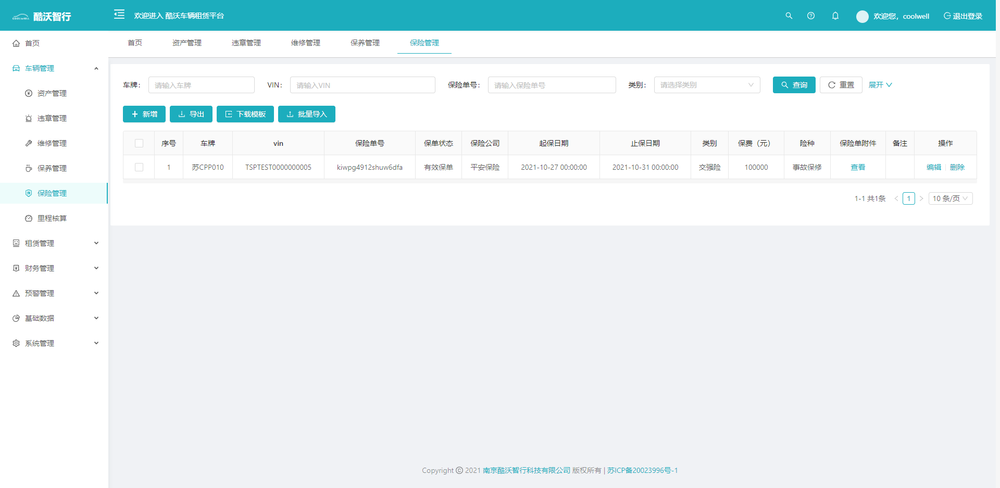 COOLWELL 酷沃智行
欢迎进入 酷沃车辆租赁平台
欢迎您，coolwell
退出登录
首页
车辆管理
资产管理
违章管理
维修管理
保养管理
保险管理
里程核算
租赁管理
财务管理
预警管理
基础数据
系统管理
首页 资产管理 违章管理 维修管理 保养管理 保险管理
车牌： 请输入车牌 VIN： 请输入VIN 保险单号： 请输入保险单号 类别： 请选择类别 查询 重置 展开
新增 导出 下载模板 批量导入
序号 车牌 vin 保险单号 保单状态 保险公司 起保日期 止保日期 类别 保费（元） 险种 保险单附件 备注 操作
1 苏CPP010 TSPTEST0000000005 kiwpg4912shuw6dfa 有效保单 平安保险 2021-10-27 00:00:00 2021-10-31 00:00:00 交强险 100000 事故保修 查看 编辑 删除
1-1 共1条 < 1 > 10 条/页
Copyright © 2021 南京酷沃智行科技有限公司 版权所有 | 苏ICP备20023996号-1